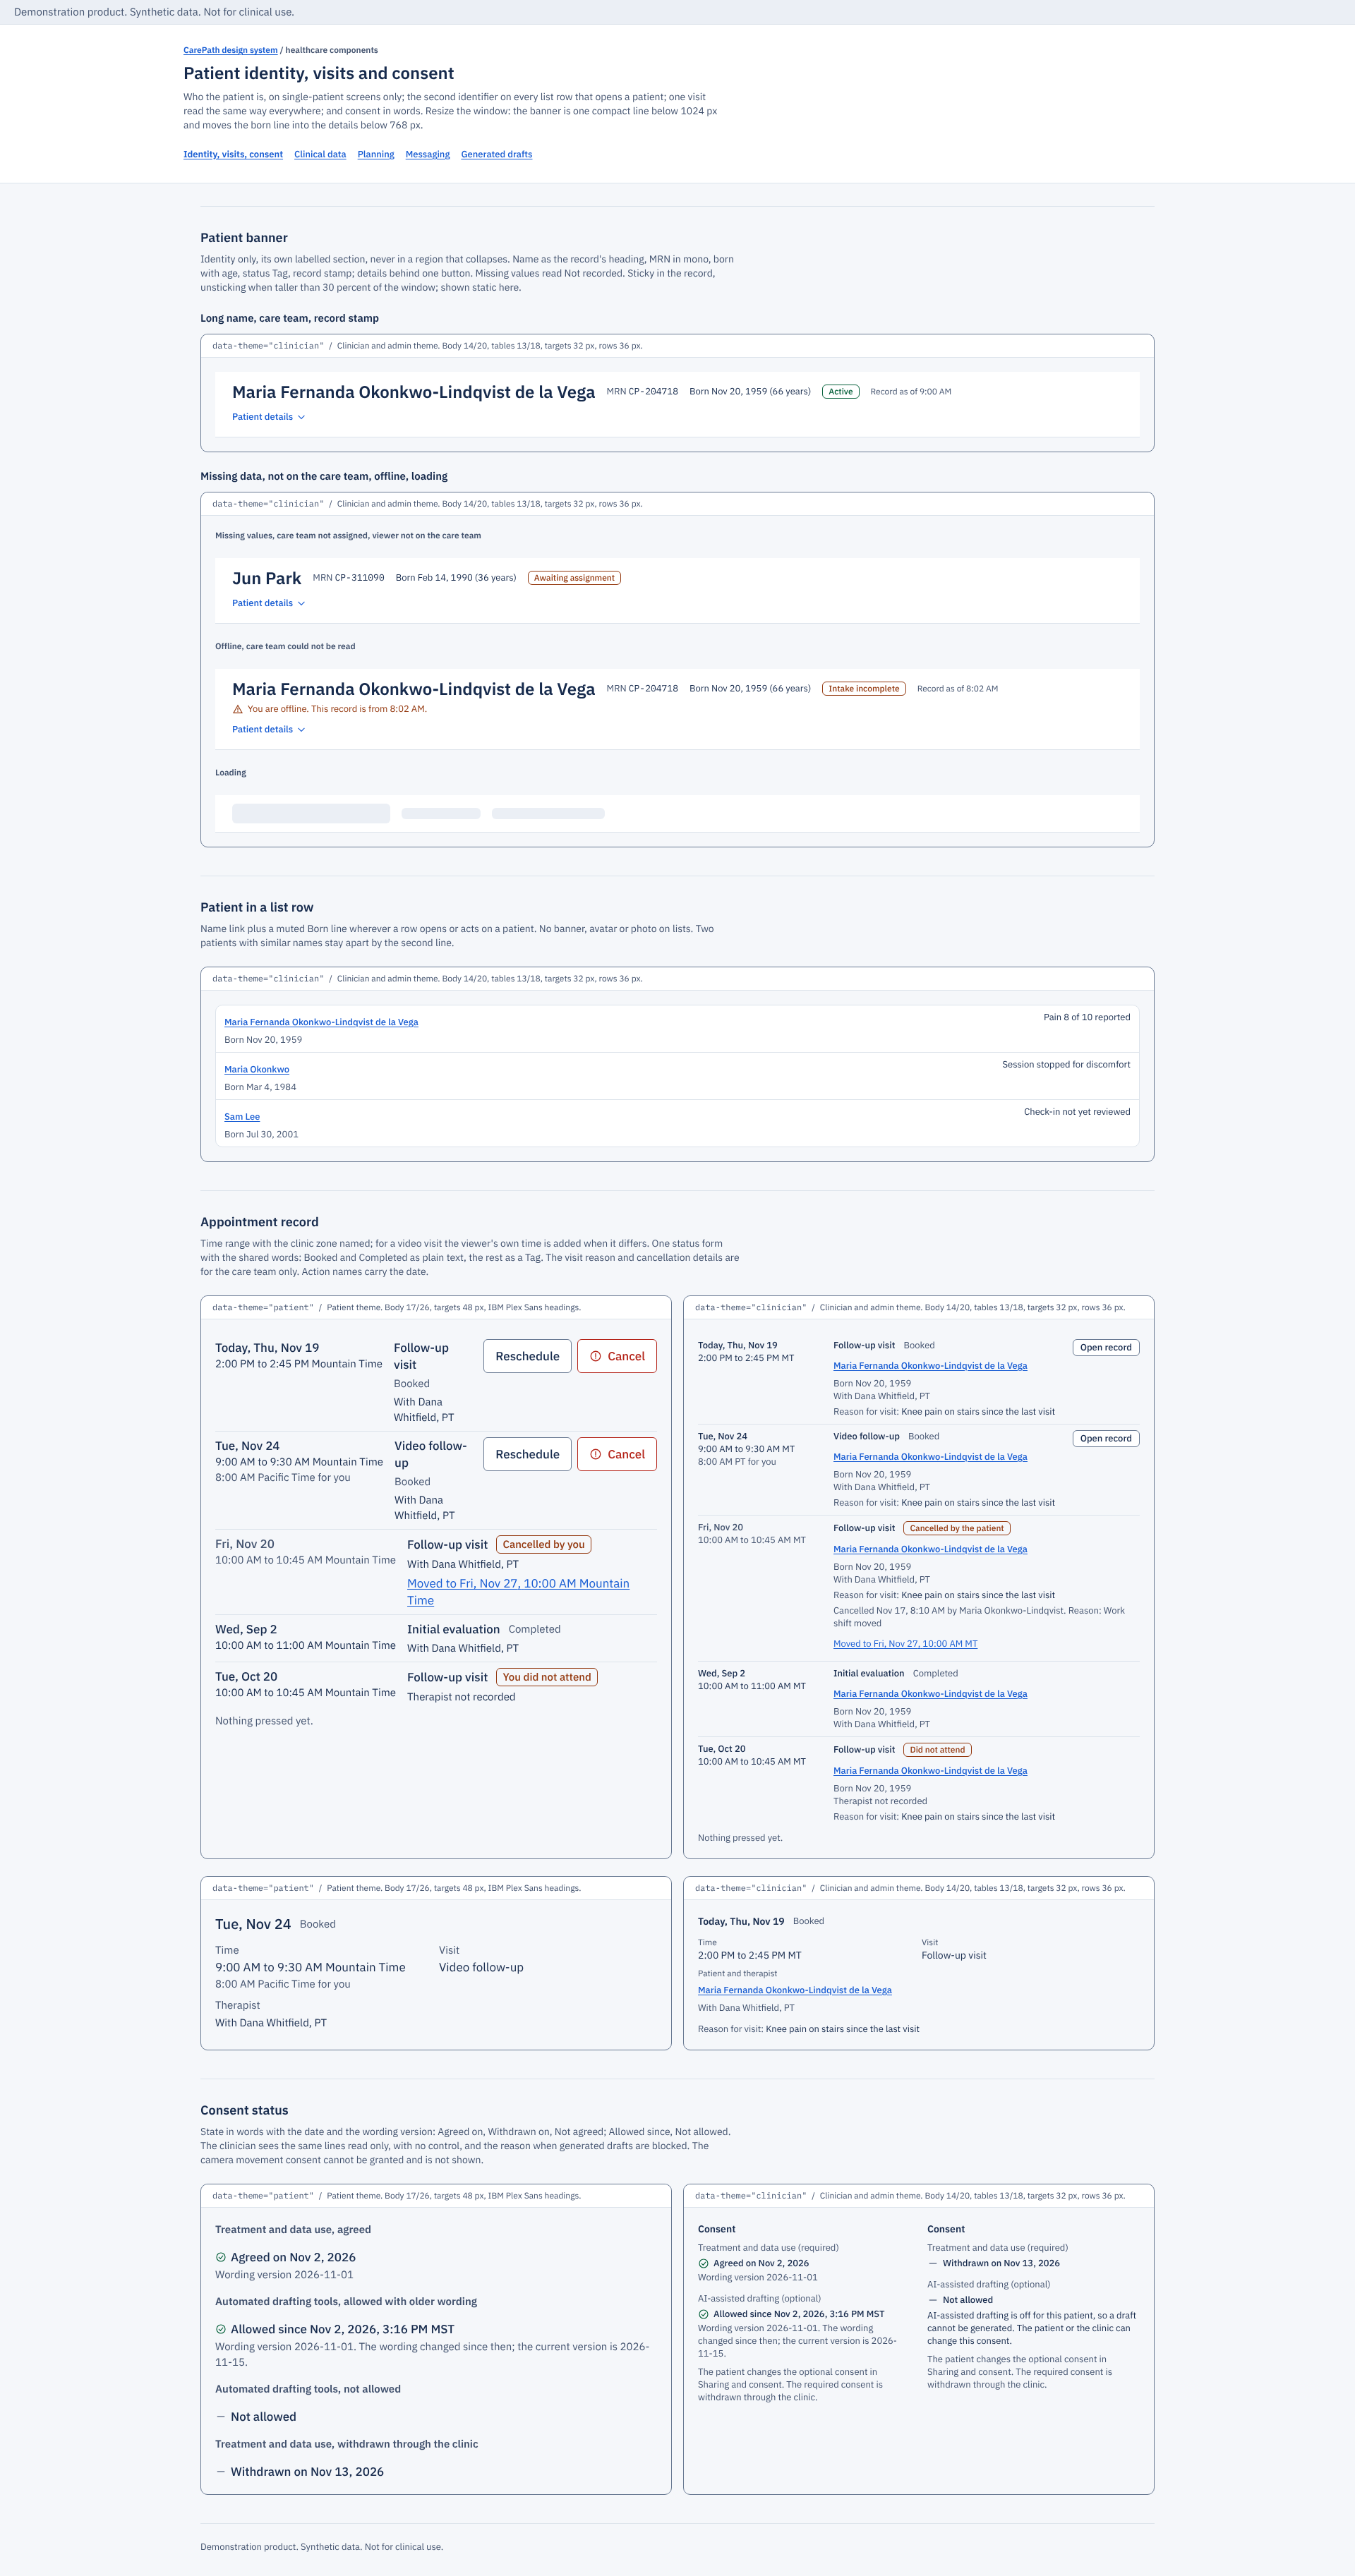 Demonstration product. Synthetic data. Not for clinical use.
CarePath design system / healthcare components
Patient identity, visits and consent
Who the patient is, on single-patient screens only; the second identifier on every list row that opens a patient; one visit
read the same way everywhere; and consent in words. Resize the window: the banner is one compact line below 1024 px
and moves the born line into the details below 768 px.
Identity, visits, consent Clinical data Planning Messaging Generated drafts
Patient banner
Identity only, its own labelled section, never in a region that collapses. Name as the record's heading, MRN in mono, born
with age, status Tag, record stamp; details behind one button. Missing values read Not recorded. Sticky in the record,
unsticking when taller than 30 percent of the window; shown static here.
Long name, care team, record stamp
data-theme="clinician" / Clinician and admin theme. Body 14/20, tables 13/18, targets 32 px, rows 36 px.
Maria Fernanda Okonkwo-Lindqvist de la Vega MRN CP-204718 Born Nov 20, 1959 (66 years) Active Record as of 9:00 AM
Patient details
Missing data, not on the care team, offline, loading
data-theme="clinician" / Clinician and admin theme. Body 14/20, tables 13/18, targets 32 px, rows 36 px.
Missing values, care team not assigned, viewer not on the care team
Jun Park MRN CP-311090 Born Feb 14, 1990 (36 years) Awaiting assignment
Patient details
Offline, care team could not be read
Maria Fernanda Okonkwo-Lindqvist de la Vega MRN CP-204718 Born Nov 20, 1959 (66 years) Intake incomplete Record as of 8:02 AM
You are offline. This record is from 8:02 AM.
Patient details
Loading
Patient in a list row
Name link plus a muted Born line wherever a row opens or acts on a patient. No banner, avatar or photo on lists. Two
patients with similar names stay apart by the second line.
data-theme="clinician" / Clinician and admin theme. Body 14/20, tables 13/18, targets 32 px, rows 36 px.
Maria Fernanda Okonkwo-Lindqvist de la Vega Pain 8 of 10 reported
Born Nov 20, 1959
Maria Okonkwo Session stopped for discomfort
Born Mar 4, 1984
Sam Lee Check-in not yet reviewed
Born Jul 30, 2001
Appointment record
Time range with the clinic zone named; for a video visit the viewer's own time is added when it differs. One status form
with the shared words: Booked and Completed as plain text, the rest as a Tag. The visit reason and cancellation details are
for the care team only. Action names carry the date.
data-theme="patient" / Patient theme. Body 17/26, targets 48 px, IBM Plex Sans headings.
Today, Thu, Nov 19
2:00 PM to 2:45 PM Mountain Time
Follow-up
visit
Booked
With Dana
Whitfield, PT
Reschedule Cancel
Tue, Nov 24
9:00 AM to 9:30 AM Mountain Time
8:00 AM Pacific Time for you
Video follow-
up
Booked
With Dana
Whitfield, PT
Reschedule Cancel
Fri, Nov 20
10:00 AM to 10:45 AM Mountain Time
Follow-up visit Cancelled by you
With Dana Whitfield, PT
Moved to Fri, Nov 27, 10:00 AM Mountain
Time
Wed, Sep 2
10:00 AM to 11:00 AM Mountain Time
Initial evaluation Completed
With Dana Whitfield, PT
Tue, Oct 20
10:00 AM to 10:45 AM Mountain Time
Follow-up visit You did not attend
Therapist not recorded
Nothing pressed yet.
data-theme="clinician" / Clinician and admin theme. Body 14/20, tables 13/18, targets 32 px, rows 36 px.
Today, Thu, Nov 19
2:00 PM to 2:45 PM MT
Follow-up visit Booked
Maria Fernanda Okonkwo-Lindqvist de la Vega
Born Nov 20, 1959
With Dana Whitfield, PT
Reason for visit: Knee pain on stairs since the last visit
Open record
Tue, Nov 24
9:00 AM to 9:30 AM MT
8:00 AM PT for you
Video follow-up Booked
Maria Fernanda Okonkwo-Lindqvist de la Vega
Born Nov 20, 1959
With Dana Whitfield, PT
Reason for visit: Knee pain on stairs since the last visit
Open record
Fri, Nov 20
10:00 AM to 10:45 AM MT
Follow-up visit Cancelled by the patient
Maria Fernanda Okonkwo-Lindqvist de la Vega
Born Nov 20, 1959
With Dana Whitfield, PT
Reason for visit: Knee pain on stairs since the last visit
Cancelled Nov 17, 8:10 AM by Maria Okonkwo-Lindqvist. Reason: Work
shift moved
Moved to Fri, Nov 27, 10:00 AM MT
Wed, Sep 2
10:00 AM to 11:00 AM MT
Initial evaluation Completed
Maria Fernanda Okonkwo-Lindqvist de la Vega
Born Nov 20, 1959
With Dana Whitfield, PT
Tue, Oct 20
10:00 AM to 10:45 AM MT
Follow-up visit Did not attend
Maria Fernanda Okonkwo-Lindqvist de la Vega
Born Nov 20, 1959
Therapist not recorded
Reason for visit: Knee pain on stairs since the last visit
Nothing pressed yet.
data-theme="patient" / Patient theme. Body 17/26, targets 48 px, IBM Plex Sans headings.
Tue, Nov 24 Booked
Time
9:00 AM to 9:30 AM Mountain Time
8:00 AM Pacific Time for you
Visit
Video follow-up
Therapist
With Dana Whitfield, PT
data-theme="clinician" / Clinician and admin theme. Body 14/20, tables 13/18, targets 32 px, rows 36 px.
Today, Thu, Nov 19 Booked
Time
2:00 PM to 2:45 PM MT
Visit
Follow-up visit
Patient and therapist
Maria Fernanda Okonkwo-Lindqvist de la Vega
With Dana Whitfield, PT
Reason for visit: Knee pain on stairs since the last visit
Consent status
State in words with the date and the wording version: Agreed on, Withdrawn on, Not agreed; Allowed since, Not allowed.
The clinician sees the same lines read only, with no control, and the reason when generated drafts are blocked. The
camera movement consent cannot be granted and is not shown.
data-theme="patient" / Patient theme. Body 17/26, targets 48 px, IBM Plex Sans headings.
Treatment and data use, agreed
Agreed on Nov 2, 2026
Wording version 2026-11-01
Automated drafting tools, allowed with older wording
Allowed since Nov 2, 2026, 3:16 PM MST
Wording version 2026-11-01. The wording changed since then; the current version is 2026-
11-15.
Automated drafting tools, not allowed
Not allowed
Treatment and data use, withdrawn through the clinic
Withdrawn on Nov 13, 2026
data-theme="clinician" / Clinician and admin theme. Body 14/20, tables 13/18, targets 32 px, rows 36 px.
Consent
Treatment and data use (required)
Agreed on Nov 2, 2026
Wording version 2026-11-01
AI-assisted drafting (optional)
Allowed since Nov 2, 2026, 3:16 PM MST
Wording version 2026-11-01. The wording
changed since then; the current version is 2026-
11-15.
The patient changes the optional consent in
Sharing and consent. The required consent is
withdrawn through the clinic.
Consent
Treatment and data use (required)
Withdrawn on Nov 13, 2026
AI-assisted drafting (optional)
Not allowed
AI-assisted drafting is off for this patient, so a draft
cannot be generated. The patient or the clinic can
change this consent.
The patient changes the optional consent in
Sharing and consent. The required consent is
withdrawn through the clinic.
Demonstration product. Synthetic data. Not for clinical use.